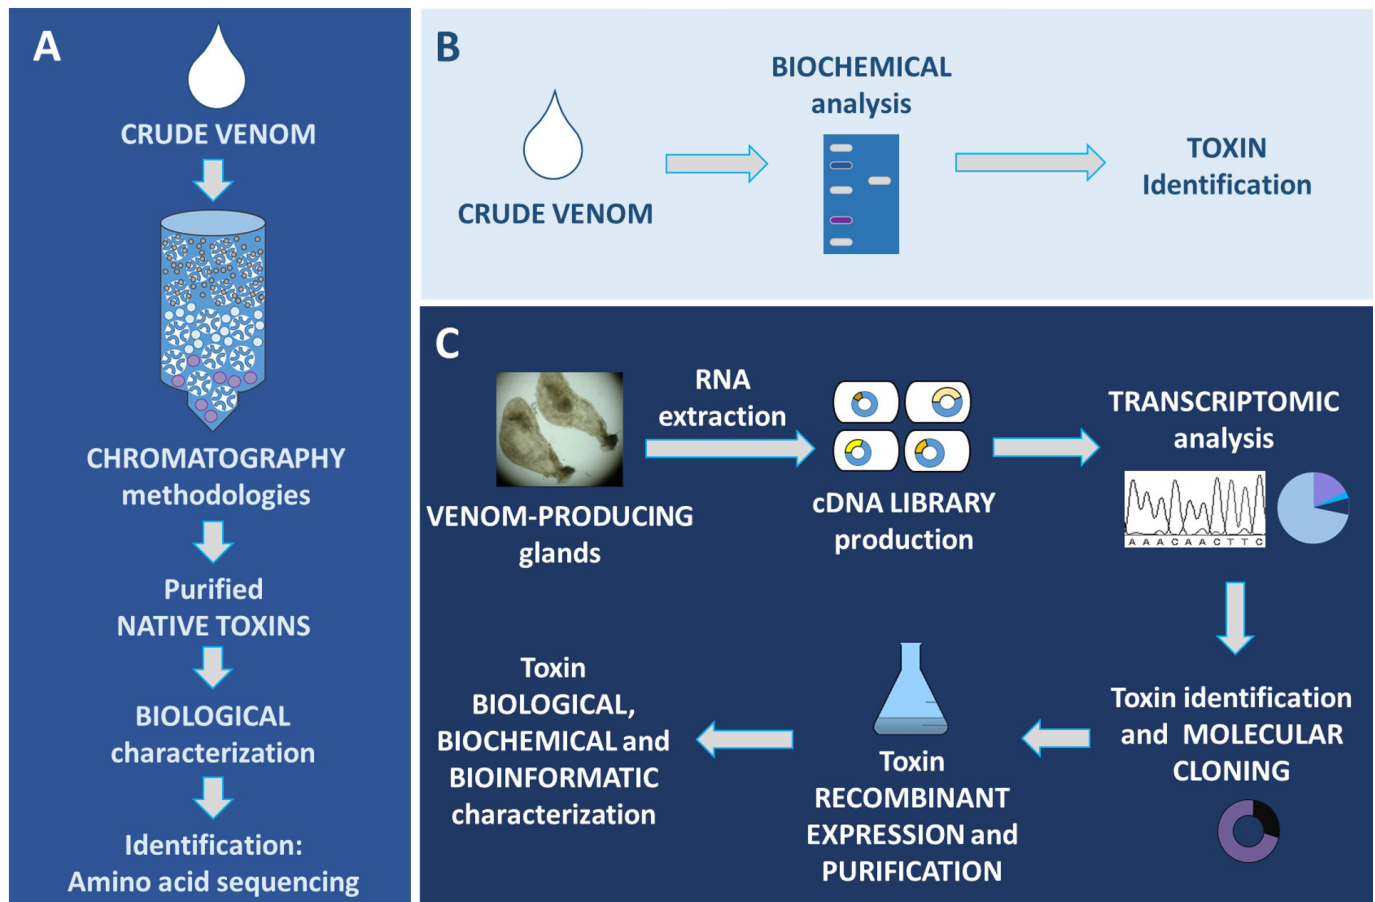 A
CRUDE VENOM
CHROMATOGRAPHY
methodologies
Purified
NATIVE TOXINS
BIOLOGICAL
characterization
Identification:
Amino acid sequencing
B
CRUDE VENOM
BIOCHEMICAL
analysis
TOXIN
Identification
C
VENOM-PRODUCING
glands
RNA
extraction
cDNA LIBRARY
production
TRANSCRIPTOMIC
analysis
A A A C A A C T T C
Toxin identification
and MOLECULAR
CLONING
Toxin
RECOMBINANT
EXPRESSION and
PURIFICATION
Toxin
BIOLOGICAL,
BIOCHEMICAL and
BIOINFORMATIC
characterization